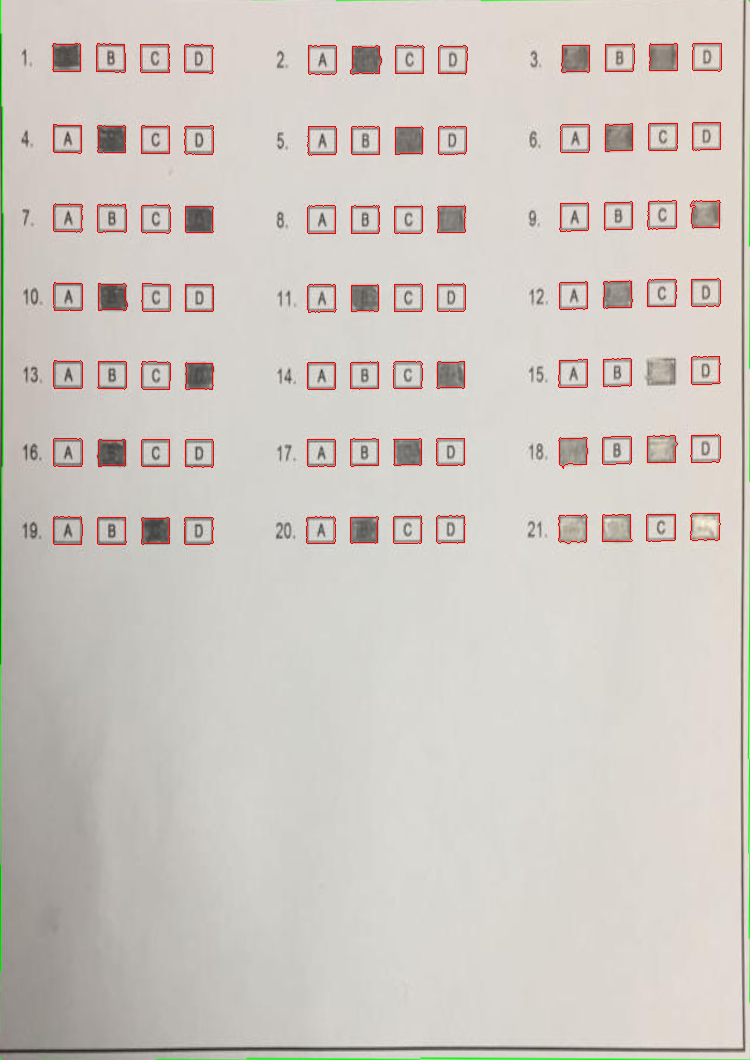 1. B C D 2. A C D 3. B D
4. A C D 5. A B D 6. A C D
7. A B C 8. A B C 9. A B C
10. A B C D 11. A C D 12. A C D
13. A B C 14. A B C 15. A B D
16. A C D 17. A B D 18. B D
19. A B D 20. A C D 21. C